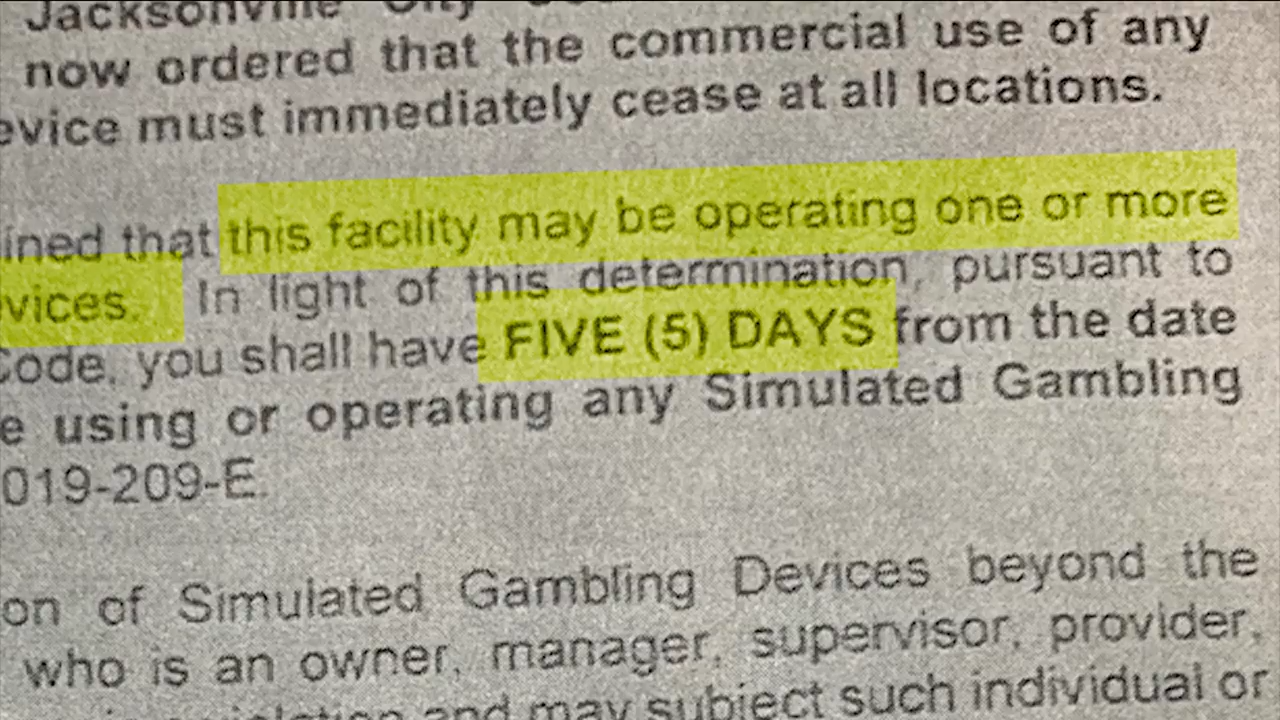 Jacksonville City
now ordered that the commercial use of any
evice must immediately cease at all locations.
ined that this facility may be operating one or more
vices. In light of this determination, pursuant to
Code, you shall have FIVE (5) DAYS from the date
e using or operating any Simulated Gambling
019-209-E.
on of Simulated Gambling Devices beyond the
who is an owner, manager, supervisor, provider,
and may subject such individual or